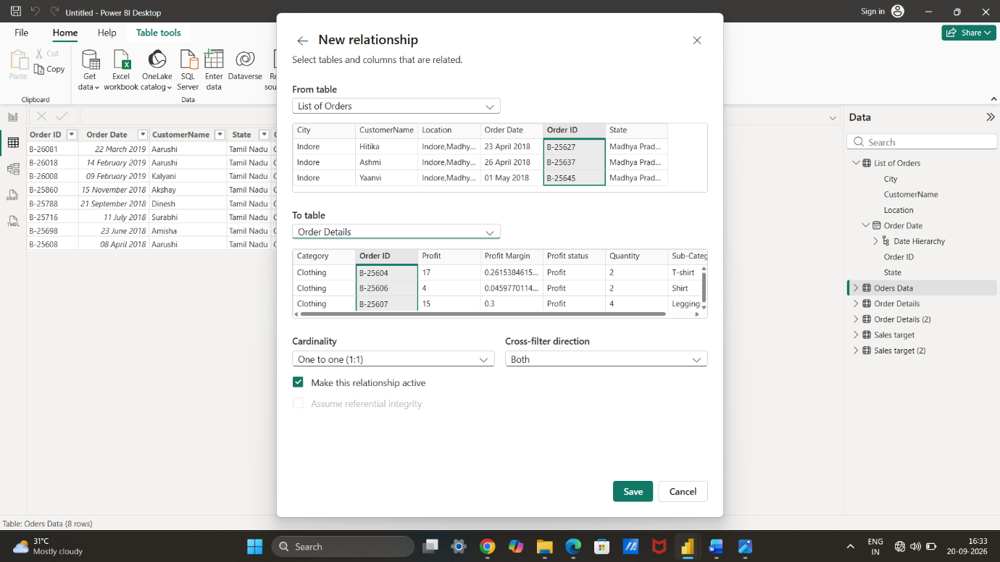 Untitled - Power BI Desktop
Sign in
File Home Help Table tools
Share
Paste
Cut
Copy
Get data
Excel workbook
OneLake catalog
SQL Server
Enter data
Dataverse
Clipboard
Data
New relationship
Select tables and columns that are related.
From table
List of Orders
City CustomerName Location Order Date Order ID State
Indore Hitika Indore,Madhy... 23 April 2018 B-25627 Madhya Prad...
Indore Ashmi Indore,Madhy... 26 April 2018 B-25637 Madhya Prad...
Indore Yaanvi Indore,Madhy... 01 May 2018 B-25645 Madhya Prad...
To table
Order Details
Category Order ID Profit Profit Margin Profit status Quantity Sub-Categ
Clothing B-25604 17 0.2615384615... Profit 2 T-shirt
Clothing B-25606 4 0.0459770114... Profit 2 Shirt
Clothing B-25607 15 0.3 Profit 4 Legging
Cardinality
One to one (1:1)
Cross-filter direction
Both
Make this relationship active
Assume referential integrity
Save Cancel
Order ID Order Date CustomerName State
B-26081 22 March 2019 Aarushi Tamil Nadu
B-26018 14 February 2019 Aarushi Tamil Nadu
B-26008 09 February 2019 Kalyani Tamil Nadu
B-25860 15 November 2018 Akshay Tamil Nadu
B-25788 21 September 2018 Dinesh Tamil Nadu
B-25716 11 July 2018 Surabhi Tamil Nadu
B-25698 23 June 2018 Amisha Tamil Nadu
B-25608 08 April 2018 Aarushi Tamil Nadu
DAX
TMDL
Data
Search
List of Orders
City
CustomerName
Location
Order Date
Date Hierarchy
Order ID
State
Oders Data
Order Details
Order Details (2)
Sales target
Sales target (2)
Table: Oders Data (8 rows)
31°C
Mostly cloudy
Search
ENG
IN
16:33
20-09-2026